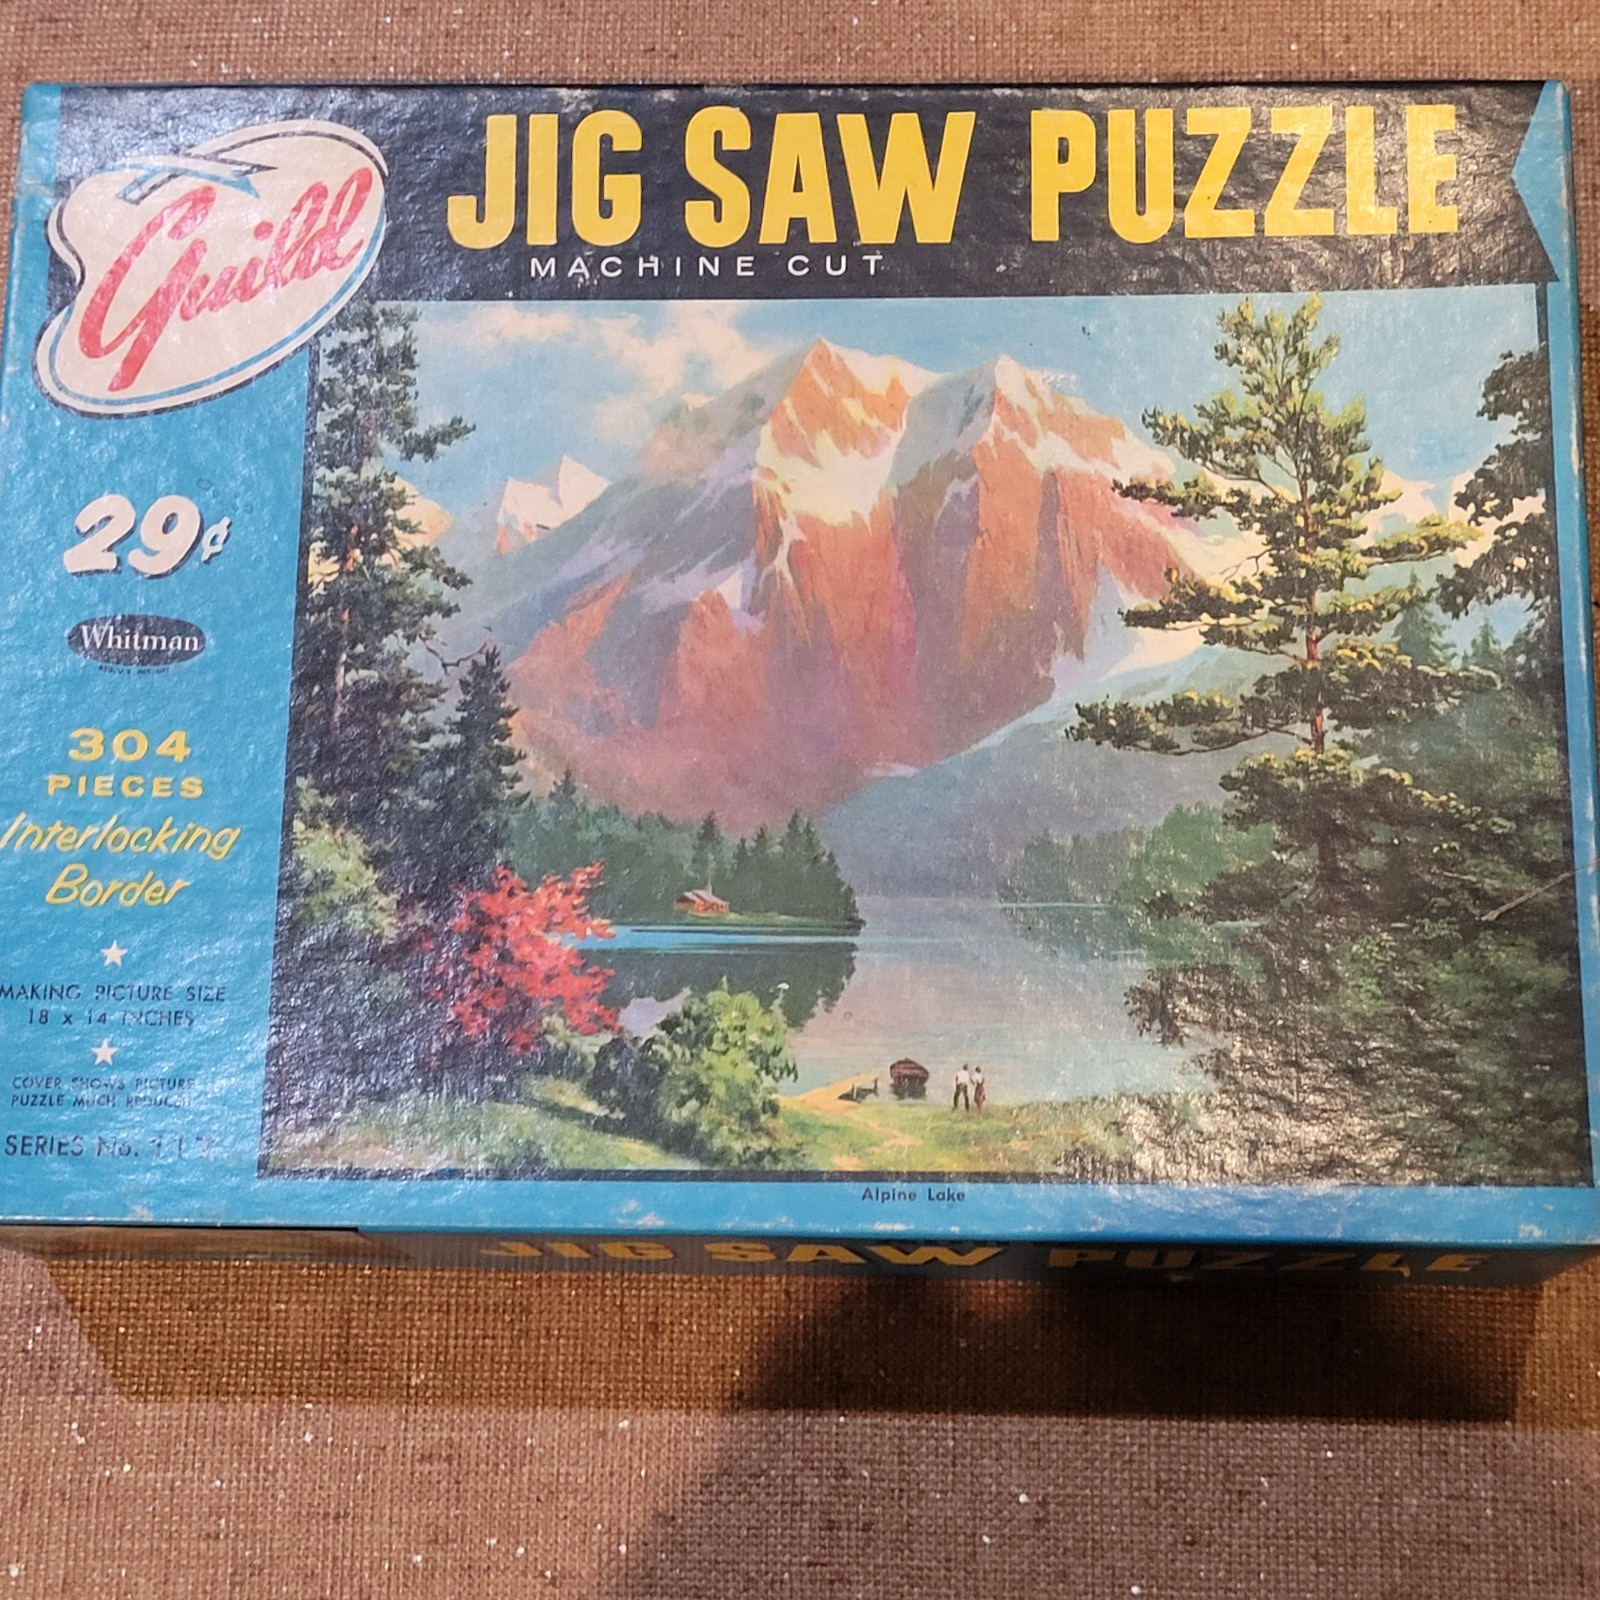 Guild
JIG SAW PUZZLE
MACHINE CUT
29¢
Whitman
304
PIECES
Interlocking
Border
MAKING PICTURE SIZE
18 x 14 INCHES
COVER SHOWS PICTURE
PUZZLE MUCH REDUCED
SERIES No.
Alpine Lake
JIG SAW PUZZLE